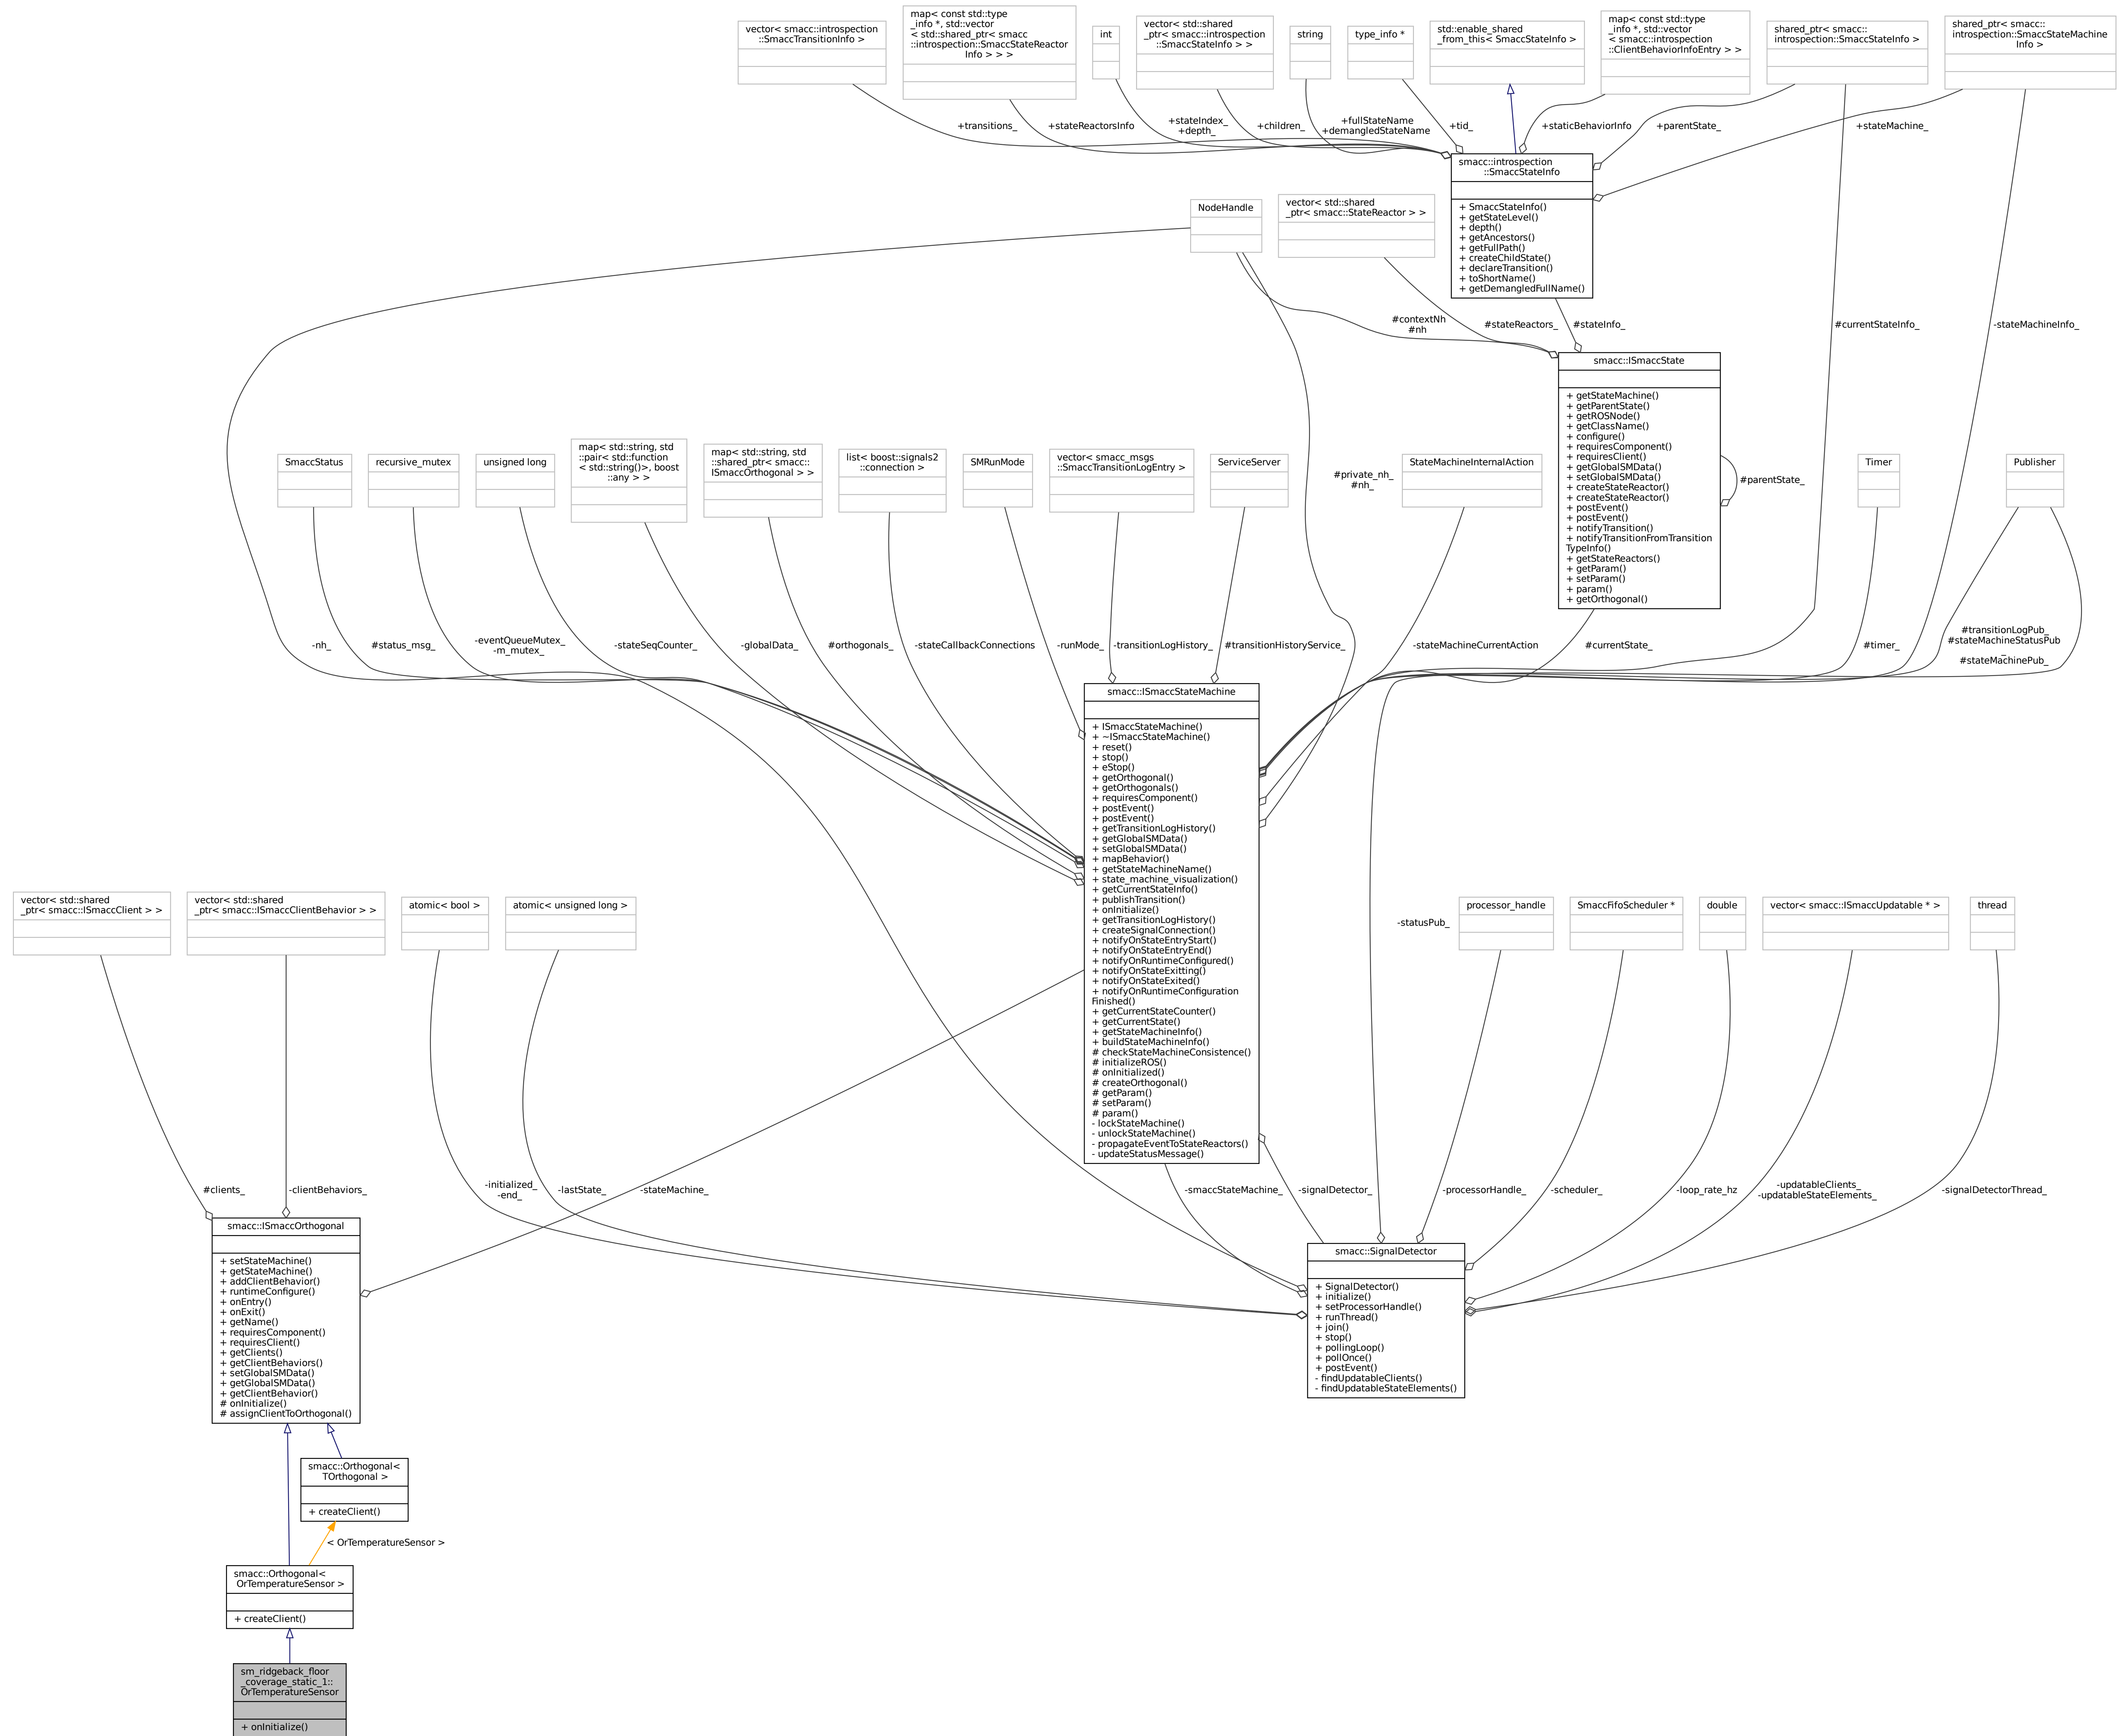 vector< smacc::introspection
::SmaccTransitionInfo >
map< const std::type
_info *, std::vector
< std::shared_ptr< smacc
::introspection::SmaccStateReactor
Info > > >
int
vector< std::shared
_ptr< smacc::introspection
::SmaccStateInfo > >
string
type_info *
std::enable_shared
_from_this< SmaccStateInfo >
map< const std::type
_info *, std::vector
< smacc::introspection
::ClientBehaviorInfoEntry > >
shared_ptr< smacc::
introspection::SmaccStateInfo >
shared_ptr< smacc::
introspection::SmaccStateMachine
Info >
+transitions_
+stateReactorsInfo
+stateIndex_
+depth_
+children_
+fullStateName
+demangledStateName
+tid_
+staticBehaviorInfo
+parentState_
+stateMachine_
smacc::introspection
::SmaccStateInfo
+ SmaccStateInfo()
+ getStateLevel()
+ depth()
+ getAncestors()
+ getFullPath()
+ createChildState()
+ declareTransition()
+ toShortName()
+ getDemangledFullName()
NodeHandle
vector< std::shared
_ptr< smacc::StateReactor > >
#contextNh
#nh
#stateReactors_
#stateInfo_
#currentStateInfo_
-stateMachineInfo_
smacc::ISmaccState
+ getStateMachine()
+ getParentState()
+ getROSNode()
+ getClassName()
+ configure()
+ requiresComponent()
+ requiresClient()
+ getGlobalSMData()
+ setGlobalSMData()
+ createStateReactor()
+ createStateReactor()
+ postEvent()
+ postEvent()
+ notifyTransition()
+ notifyTransitionFromTransition
TypeInfo()
+ getStateReactors()
+ getParam()
+ setParam()
+ param()
+ getOrthogonal()
#parentState_
SmaccStatus
recursive_mutex
unsigned long
map< std::string, std
::pair< std::function
< std::string()>, boost
::any > >
map< std::string, std
::shared_ptr< smacc::
ISmaccOrthogonal > >
list< boost::signals2
::connection >
SMRunMode
vector< smacc_msgs
::SmaccTransitionLogEntry >
ServiceServer
#private_nh_
#nh_
StateMachineInternalAction
Timer
Publisher
-nh_
#status_msg_
-eventQueueMutex_
-m_mutex_
-stateSeqCounter_
-globalData_
#orthogonals_
-stateCallbackConnections
-runMode_
-transitionLogHistory_
#transitionHistoryService_
-stateMachineCurrentAction
#currentState_
#timer_
#transitionLogPub_
#stateMachineStatusPub
_
#stateMachinePub_
smacc::ISmaccStateMachine
+ ISmaccStateMachine()
+ ~ISmaccStateMachine()
+ reset()
+ stop()
+ eStop()
+ getOrthogonal()
+ getOrthogonals()
+ requiresComponent()
+ postEvent()
+ postEvent()
+ getTransitionLogHistory()
+ getGlobalSMData()
+ setGlobalSMData()
+ mapBehavior()
+ getStateMachineName()
+ state_machine_visualization()
+ getCurrentStateInfo()
+ publishTransition()
+ onInitialize()
+ getTransitionLogHistory()
+ createSignalConnection()
+ notifyOnStateEntryStart()
+ notifyOnStateEntryEnd()
+ notifyOnRuntimeConfigured()
+ notifyOnStateExitting()
+ notifyOnStateExited()
+ notifyOnRuntimeConfiguration
Finished()
+ getCurrentStateCounter()
+ getCurrentState()
+ getStateMachineInfo()
+ buildStateMachineInfo()
# checkStateMachineConsistence()
# initializeROS()
# onInitialized()
# createOrthogonal()
# getParam()
# setParam()
# param()
- lockStateMachine()
- unlockStateMachine()
- propagateEventToStateReactors()
- updateStatusMessage()
vector< std::shared
_ptr< smacc::ISmaccClient > >
vector< std::shared
_ptr< smacc::ISmaccClientBehavior > >
atomic< bool >
atomic< unsigned long >
-statusPub_
processor_handle
SmaccFifoScheduler *
double
vector< smacc::ISmaccUpdatable * >
thread
#clients_
-clientBehaviors_
-initialized_
-end_
-lastState_
-stateMachine_
-smaccStateMachine_
-signalDetector_
-processorHandle_
-scheduler_
-loop_rate_hz
-updatableClients_
-updatableStateElements_
-signalDetectorThread_
smacc::ISmaccOrthogonal
+ setStateMachine()
+ getStateMachine()
+ addClientBehavior()
+ runtimeConfigure()
+ onEntry()
+ onExit()
+ getName()
+ requiresComponent()
+ requiresClient()
+ getClients()
+ getClientBehaviors()
+ setGlobalSMData()
+ getGlobalSMData()
+ getClientBehavior()
# onInitialize()
# assignClientToOrthogonal()
smacc::SignalDetector
+ SignalDetector()
+ initialize()
+ setProcessorHandle()
+ runThread()
+ join()
+ stop()
+ pollingLoop()
+ pollOnce()
+ postEvent()
- findUpdatableClients()
- findUpdatableStateElements()
smacc::Orthogonal<
TOrthogonal >
+ createClient()
< OrTemperatureSensor >
smacc::Orthogonal<
OrTemperatureSensor >
+ createClient()
sm_ridgeback_floor
_coverage_static_1::
OrTemperatureSensor
+ onInitialize()